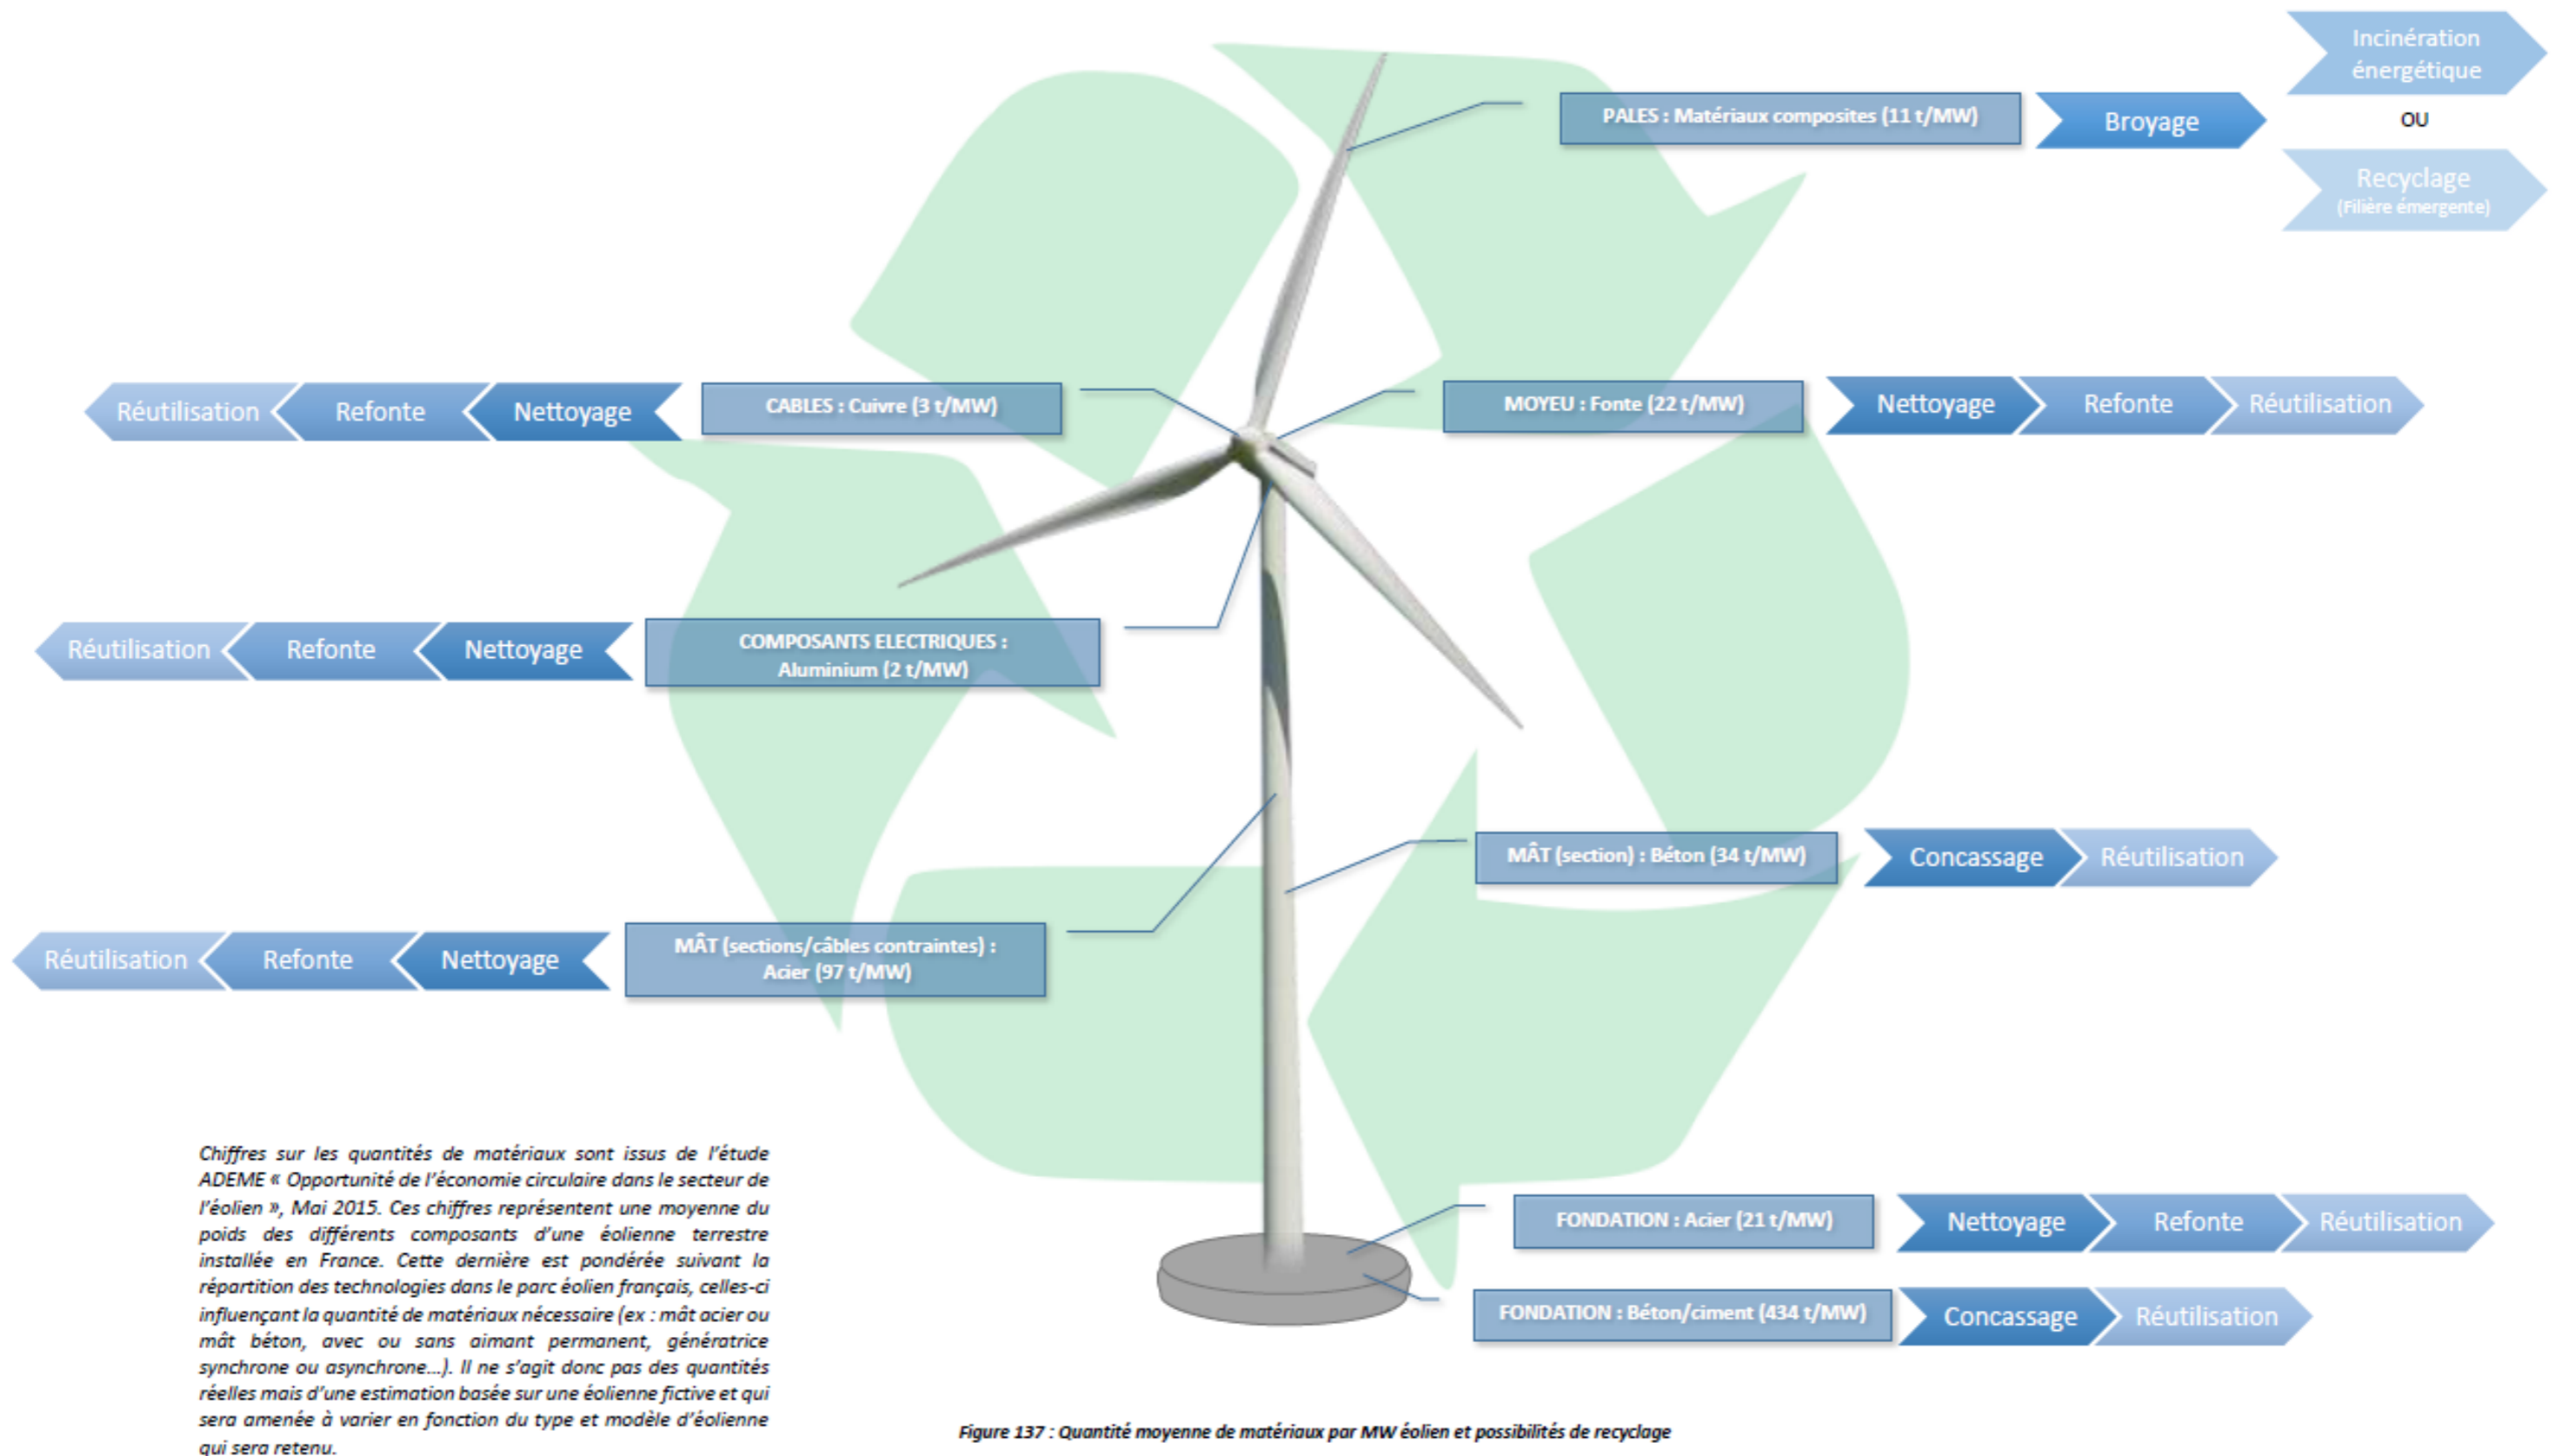 Incinération
énergétique
PALES : Matériaux composites (11 t/MW)
Broyage
OU
Recyclage
(Filière émergente)
Réutilisation
Refonte
Nettoyage
CABLES : Cuivre (3 t/MW)
MOYEU : Fonte (22 t/MW)
Nettoyage
Refonte
Réutilisation
Réutilisation
Refonte
Nettoyage
COMPOSANTS ELECTRIQUES :
Aluminium (2 t/MW)
MÂT (section) : Béton (34 t/MW)
Concassage
Réutilisation
Réutilisation
Refonte
Nettoyage
MÂT (sections/câbles contraintes) :
Acier (97 t/MW)
Chiffres sur les quantités de matériaux sont issus de l'étude
ADEME « Opportunité de l'économie circulaire dans le secteur de
l'éolien », Mai 2015. Ces chiffres représentent une moyenne du
poids des différents composants d'une éolienne terrestre
installée en France. Cette dernière est pondérée suivant la
répartition des technologies dans le parc éolien français, celles-ci
influençant la quantité de matériaux nécessaire (ex : mât acier ou
mât béton, avec ou sans aimant permanent, génératrice
synchrone ou asynchrone...). Il ne s'agit donc pas des quantités
réelles mais d'une estimation basée sur une éolienne fictive et qui
sera amenée à varier en fonction du type et modèle d'éolienne
qui sera retenu.
FONDATION : Acier (21 t/MW)
Nettoyage
Refonte
Réutilisation
FONDATION : Béton/ciment (434 t/MW)
Concassage
Réutilisation
Figure 137 : Quantité moyenne de matériaux par MW éolien et possibilités de recyclage